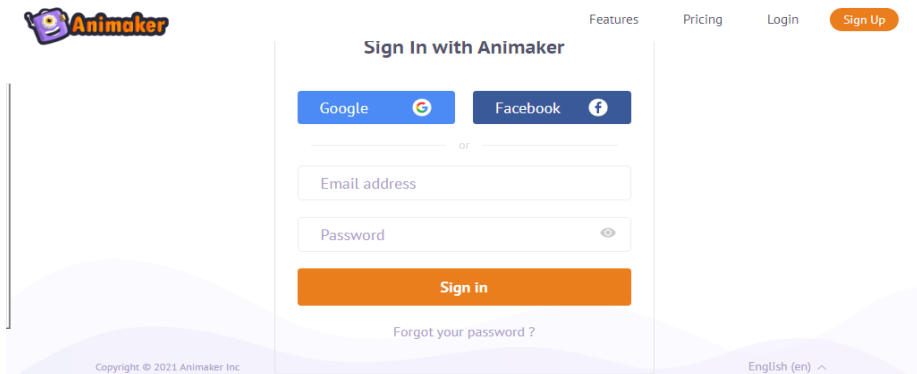 Animaker
Features Pricing Login Sign Up
Sign In with Animaker
Google G Facebook f
or
Email address
Password
Sign in
Forgot your password ?
Copyright © 2021 Animaker Inc English (en)